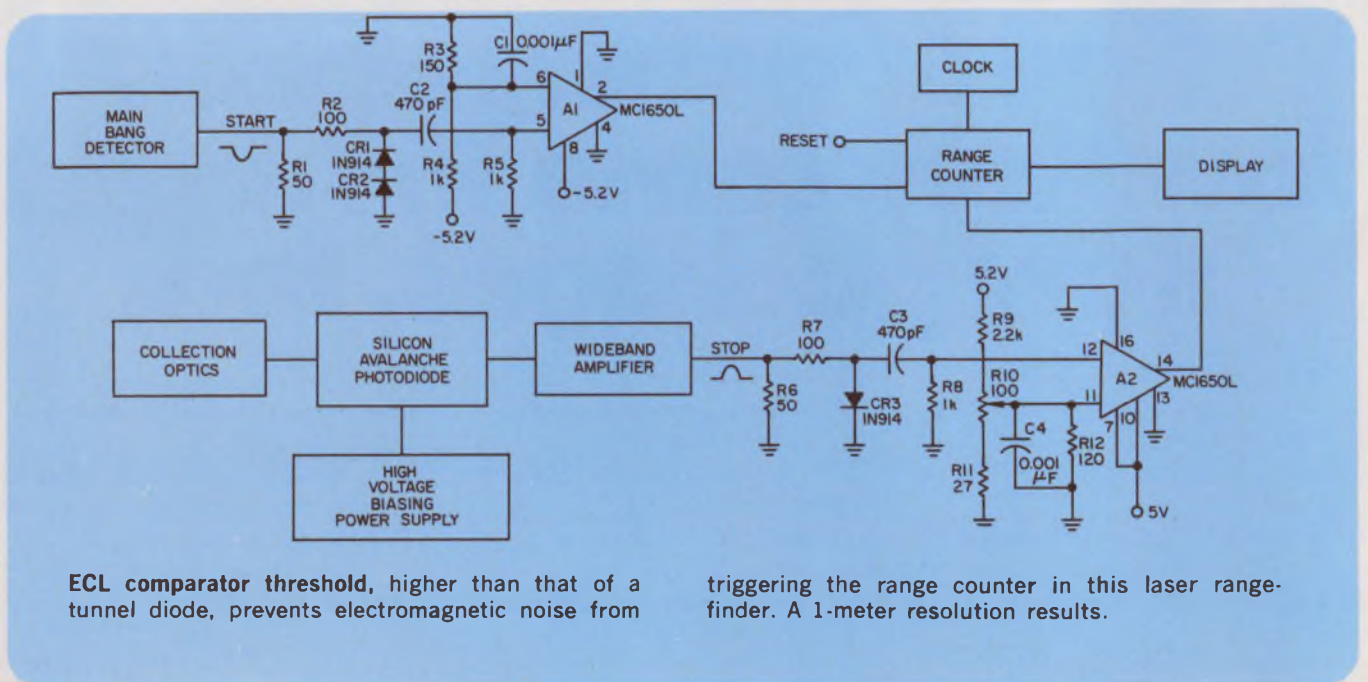 R3
150
C1 0.001µF
1
6
2
A1
MC1650L
4
5
8
-5.2V
MAIN
BANG
DETECTOR
START
R2
100
C2
470 pF
R1
50
CR1
1N914
CR2
1N914
R4
1k
R5
1k
-5.2V
CLOCK
RESET
RANGE
COUNTER
DISPLAY
COLLECTION
OPTICS
SILICON
AVALANCHE
PHOTODIODE
WIDEBAND
AMPLIFIER
STOP
R7
100
C3
470pF
5.2V
R9
2.2k
R6
50
CR3
1N914
R8
1k
R10
100
12
16
A2
14
MC1650L
11
7
10
13
C4
0.001
µF
R12
120
R11
27
5V
HIGH
VOLTAGE
BIASING
POWER SUPPLY
ECL comparator threshold, higher than that of a
tunnel diode, prevents electromagnetic noise from
triggering the range counter in this laser range-
finder. A 1-meter resolution results.